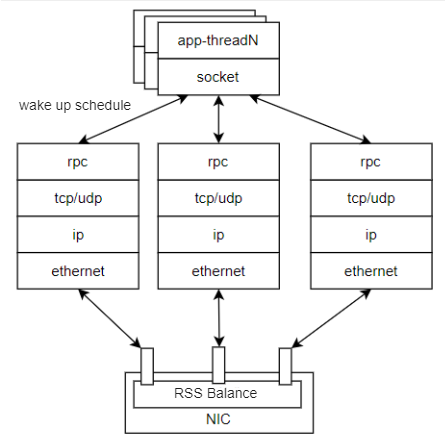 app-threadN
socket
wake up schedule
rpc rpc rpc
tcp/udp tcp/udp tcp/udp
ip ip ip
ethernet ethernet ethernet
RSS Balance
NIC